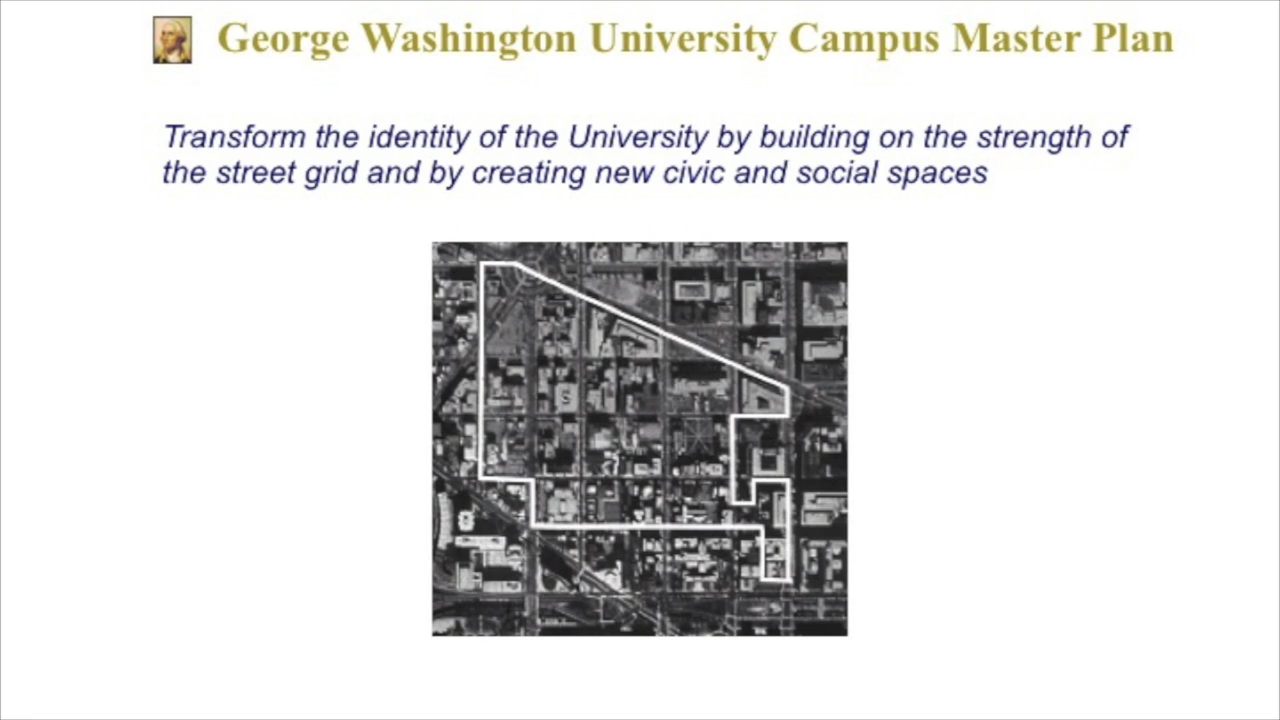 George Washington University Campus Master Plan
Transform the identity of the University by building on the strength of
the street grid and by creating new civic and social spaces